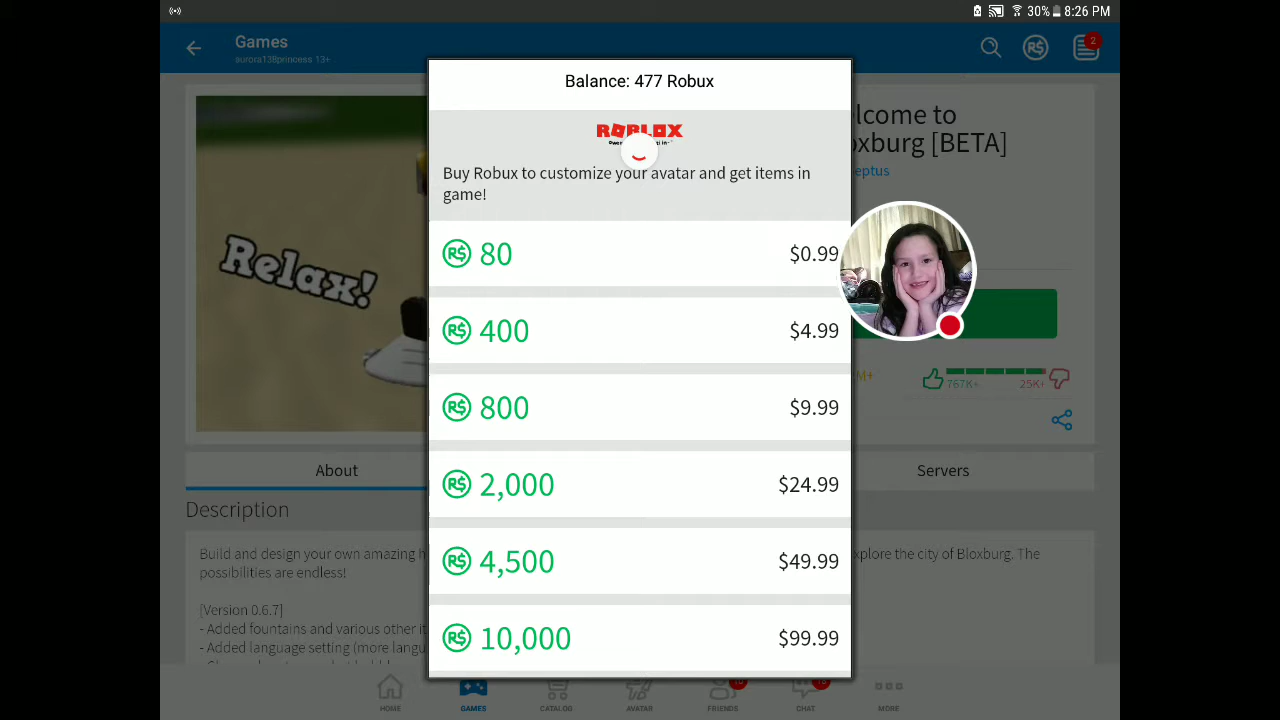 30% 8:26 PM
Games
aurora138princess 13+
2
Balance: 477 Robux
ROBLOX
Buy Robux to customize your avatar and get items in
game!
R$ 80 $0.99
R$ 400 $4.99
R$ 800 $9.99
R$ 2,000 $24.99
R$ 4,500 $49.99
R$ 10,000 $99.99
lcome to
oxburg [BETA]
eptus
M+
767K+ 25K+
Relax!
About
Servers
Description
Build and design your own amazing h
xplore the city of Bloxburg. The
possibilities are endless!
[Version 0.6.7]
- Added fountains and various other it
- Added language setting (more langu
HOME
GAMES
CATALOG
AVATAR
FRIENDS
CHAT
MORE